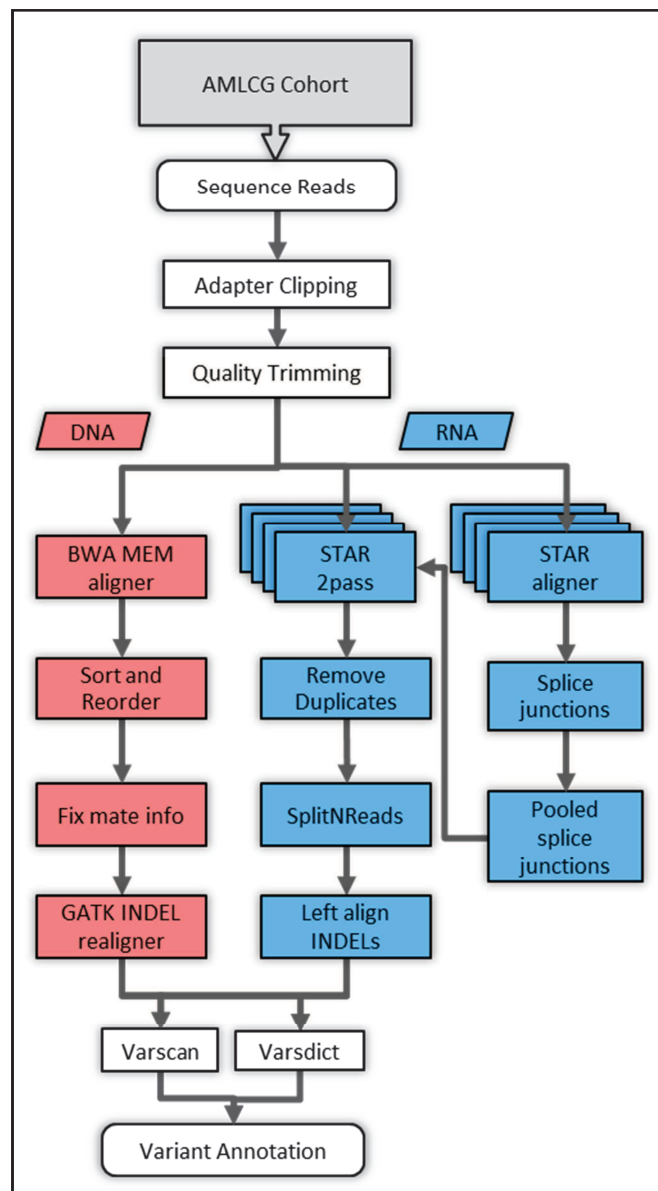 AMLCG Cohort
Sequence Reads
Adapter Clipping
Quality Trimming
DNA
RNA
BWA MEM
aligner
STAR
2pass
STAR
aligner
Sort and
Reorder
Remove
Duplicates
Splice
junctions
Fix mate info
SplitNReads
Pooled
splice
junctions
GATK INDEL
realigner
Left align
INDELs
Varscan
Varsdict
Variant Annotation